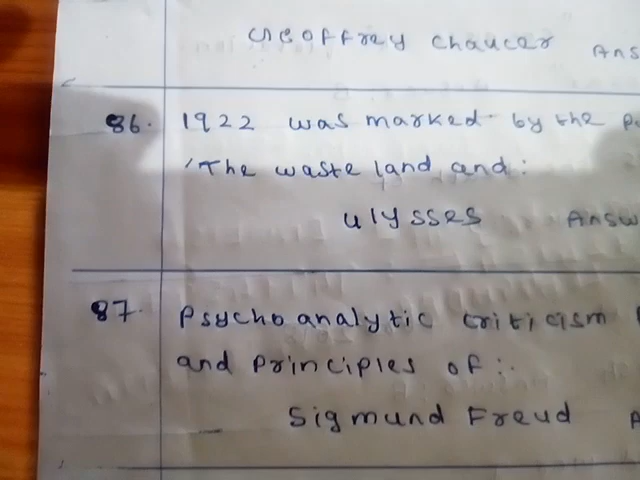 Geoffrey Chaucer Ans
86. 1922 was marked by the
'The waste land, and:
Ulysses Answ
87. Psychoanalytic criticism
and Principles of:-
Sigmund Freud A